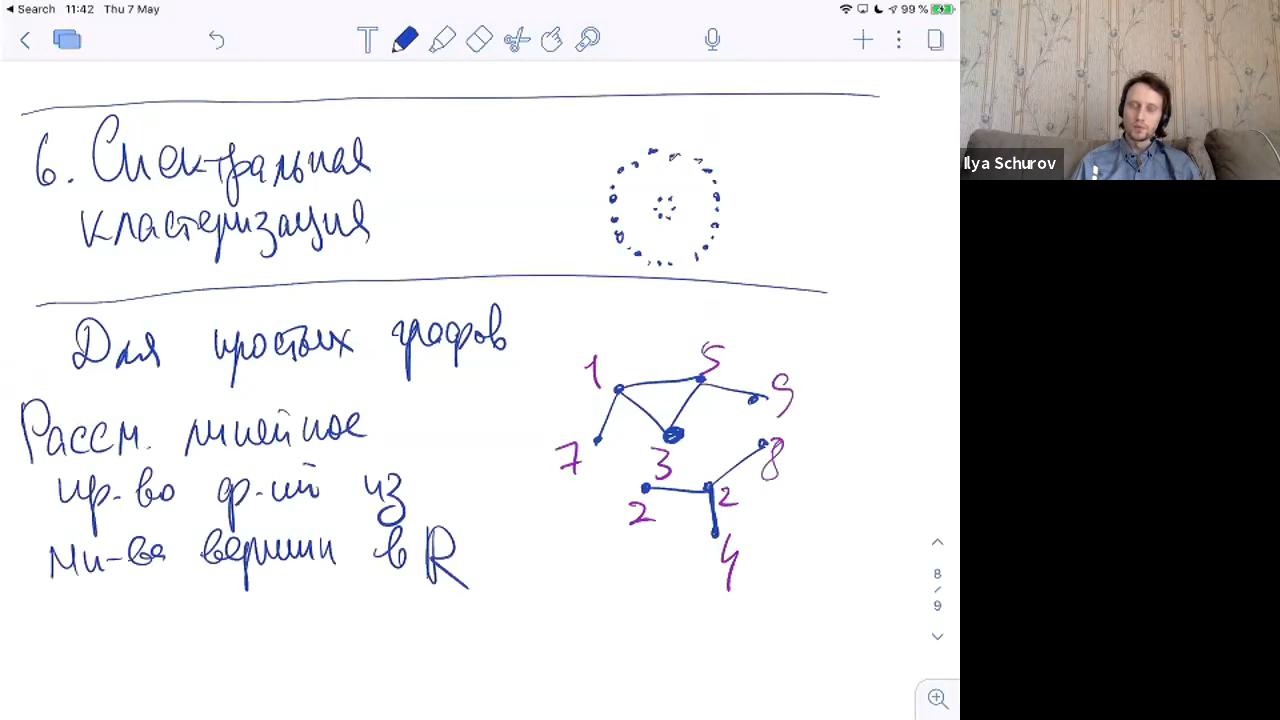 Search 11:42 Thu 7 May
99 %
T
Ilya Schurov
6. Спектральная
кластеризация
Для простых графов
Рассм. линейное
пр-во ф-ий из
мн-ва вершин в R
1 5
9
7 3 8
2 2
4
8
/
9